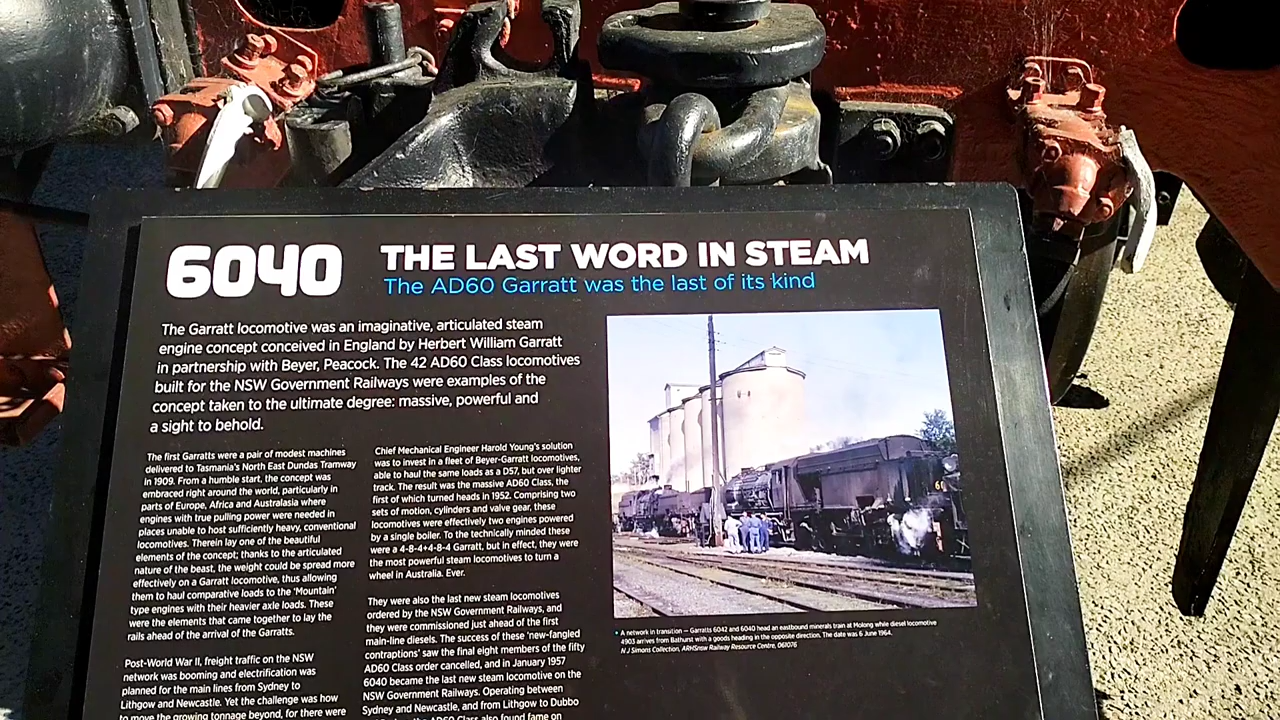 6040
THE LAST WORD IN STEAM
The AD60 Garratt was the last of its kind
The Garratt locomotive was an imaginative, articulated steam
engine concept conceived in England by Herbert William Garratt
in partnership with Beyer, Peacock. The 42 AD60 Class locomotives
built for the NSW Government Railways were examples of the
concept taken to the ultimate degree: massive, powerful and
a sight to behold.
The first Garratts were a pair of modest machines
delivered to Tasmania's North East Dundas Tramway
in 1909. From a humble start, the concept was
embraced right around the world, particularly in
parts of Europe, Africa and Australasia where
engines with true pulling power were needed in
places unable to host sufficiently heavy, conventional
locomotives. Therein lay one of the beautiful
elements of the concept; thanks to the articulated
nature of the beast, the weight could be spread more
effectively on a Garratt locomotive, thus allowing
them to haul comparative loads to the 'Mountain'
type engines with their heavier axle loads. These
were the elements that came together to lay the
rails ahead of the arrival of the Garratts.
Post-World War II, freight traffic on the NSW
network was booming and electrification was
planned for the main lines from Sydney to
Lithgow and Newcastle. Yet the challenge was how
to move the growing tonnage beyond, for there were
Chief Mechanical Engineer Harold Young's solution
was to invest in a fleet of Beyer-Garratt locomotives,
able to haul the same loads as a D57, but over lighter
track. The result was the massive AD60 Class, the
first of which turned heads in 1952. Comprising two
sets of motion, cylinders and valve gear, these
locomotives were effectively two engines powered
by a single boiler. To the technically minded these
were a 4-8-4+4-8-4 Garratt, but in effect, they were
the most powerful steam locomotives to turn a
wheel in Australia. Ever.
They were also the last new steam locomotives
ordered by the NSW Government Railways, and
they were commissioned just ahead of the first
main-line diesels. The success of these 'new-fangled
contraptions' saw the final eight members of the fifty
AD60 Class order cancelled, and in January 1957
6040 became the last new steam locomotive on the
NSW Government Railways. Operating between
Sydney and Newcastle, and from Lithgow to Dubbo
the AD60 Class also found fame on
• A network in transition — Garratts 6042 and 6040 head an eastbound minerals train at Molong while diesel locomotive
4903 arrives from Bathurst with a goods heading in the opposite direction. The date was 6 June 1964.
N J Simons Collection, ARHSnsw Railway Resource Centre, 061076